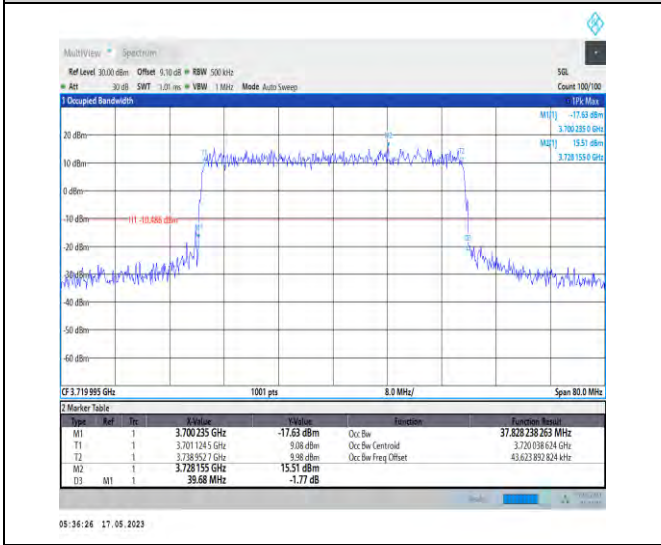 MultiView Spectrum
Ref Level 30.00 dBm Offset 9.10 dB RBW 500 kHz SGL
Att 30 dB SWT 1.01 ms VBW 1 MHz Mode Auto Sweep Count 100/100
1 Occupied Bandwidth 1Pk Max
M1[1] -17.63 dBm
3.700 235 0 GHz
M2[1] 15.51 dBm
3.728 155 0 GHz
20 dBm
10 dBm
0 dBm
-10 dBm H1 -10.486 dBm
-20 dBm
-30 dBm
-40 dBm
-50 dBm
-60 dBm
CF 3.719 995 GHz 1001 pts 8.0 MHz/ Span 80.0 MHz
2 Marker Table
Type Ref Trc X-Value Y-Value Function Function Result
M1 1 3.700 235 GHz -17.63 dBm Occ Bw 37.828 238 263 MHz
T1 1 3.701 124 5 GHz 9.08 dBm Occ Bw Centroid 3.720 038 624 GHz
T2 1 3.738 952 7 GHz 9.98 dBm Occ Bw Freq Offset 43.623 892 824 kHz
M2 1 3.728 155 GHz 15.51 dBm
D3 M1 1 39.68 MHz -1.77 dB
05:36:26 17.05.2023